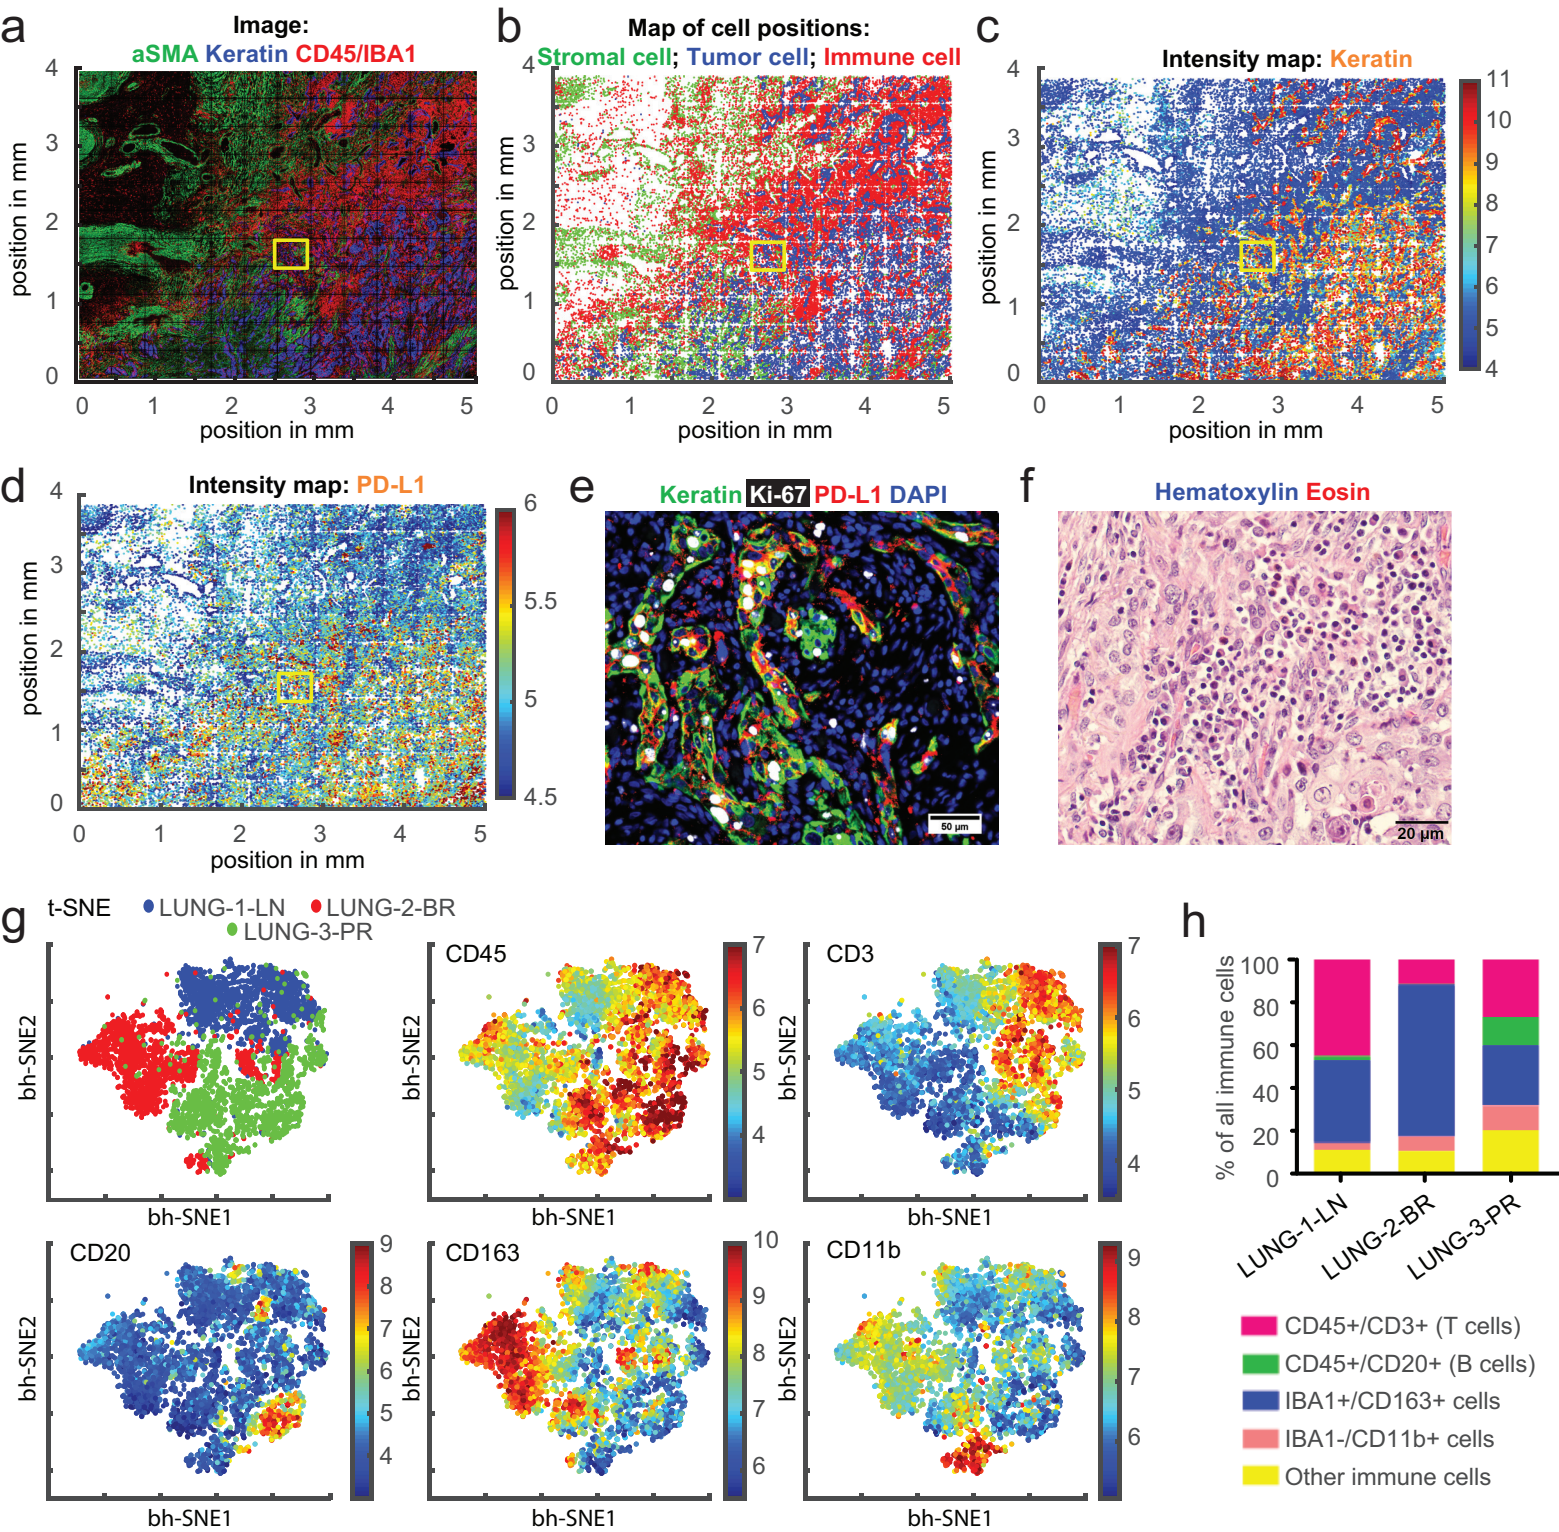 a
Image:
aSMA Keratin CD45/IBA1
4
3
2
1
0
position in mm
0 1 2 3 4 5
position in mm
b
Map of cell positions:
Stromal cell; Tumor cell; Immune cell
4
3
2
1
0
position in mm
0 1 2 3 4 5
position in mm
c
Intensity map: Keratin
4
3
2
1
0
position in mm
0 1 2 3 4 5
position in mm
11
10
9
8
7
6
5
4
d
Intensity map: PD-L1
4
3
2
1
0
position in mm
0 1 2 3 4 5
position in mm
6
5.5
5
4.5
e
Keratin Ki-67 PD-L1 DAPI
50 µm
f
Hematoxylin Eosin
20 µm
g
t-SNE LUNG-1-LN LUNG-2-BR
LUNG-3-PR
bh-SNE2
bh-SNE1
CD45
bh-SNE2
bh-SNE1
7
6
5
4
CD3
bh-SNE2
bh-SNE1
7
6
5
4
CD20
bh-SNE2
bh-SNE1
9
8
7
6
5
4
CD163
bh-SNE2
bh-SNE1
10
9
8
7
6
CD11b
bh-SNE2
bh-SNE1
9
8
7
6
h
% of all immune cells
100
80
60
40
20
0
LUNG-1-LN
LUNG-2-BR
LUNG-3-PR
CD45+/CD3+ (T cells)
CD45+/CD20+ (B cells)
IBA1+/CD163+ cells
IBA1-/CD11b+ cells
Other immune cells